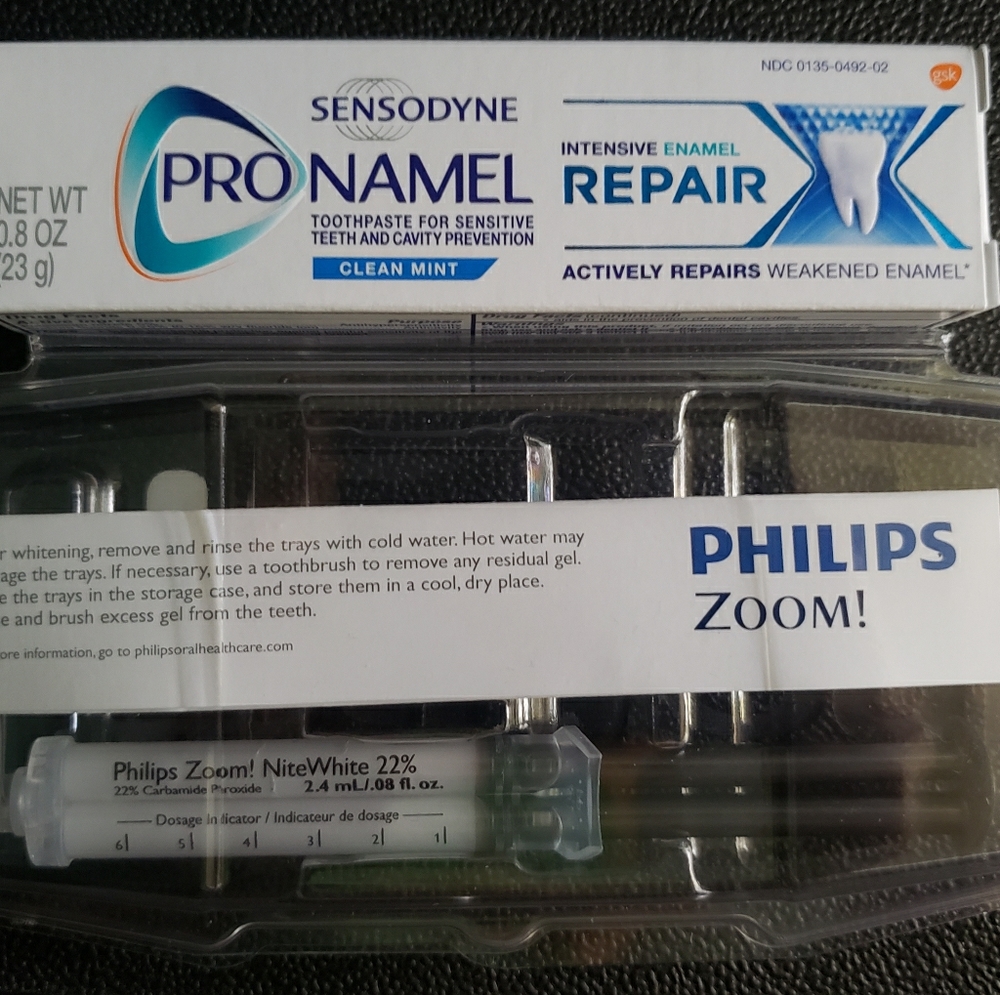 NDC 0135-0492-02
gsk
SENSODYNE
PRONAMEL
TOOTHPASTE FOR SENSITIVE
TEETH AND CAVITY PREVENTION
CLEAN MINT
INTENSIVE ENAMEL
REPAIR
ACTIVELY REPAIRS WEAKENED ENAMEL*
NET WT
0.8 OZ
(23 g)
whitening, remove and rinse the trays with cold water. Hot water may
the trays. If necessary, use a toothbrush to remove any residual gel.
the trays in the storage case, and store them in a cool, dry place.
and brush excess gel from the teeth.
information, go to philipsoralhealthcare.com
PHILIPS
ZOOM!
Philips Zoom! NiteWhite 22%
22% Carbamide Peroxide 2.4 mL/.08 fl. oz.
Dosage Indicator / Indicateur de dosage
6| 5| 4| 3| 2| 1|